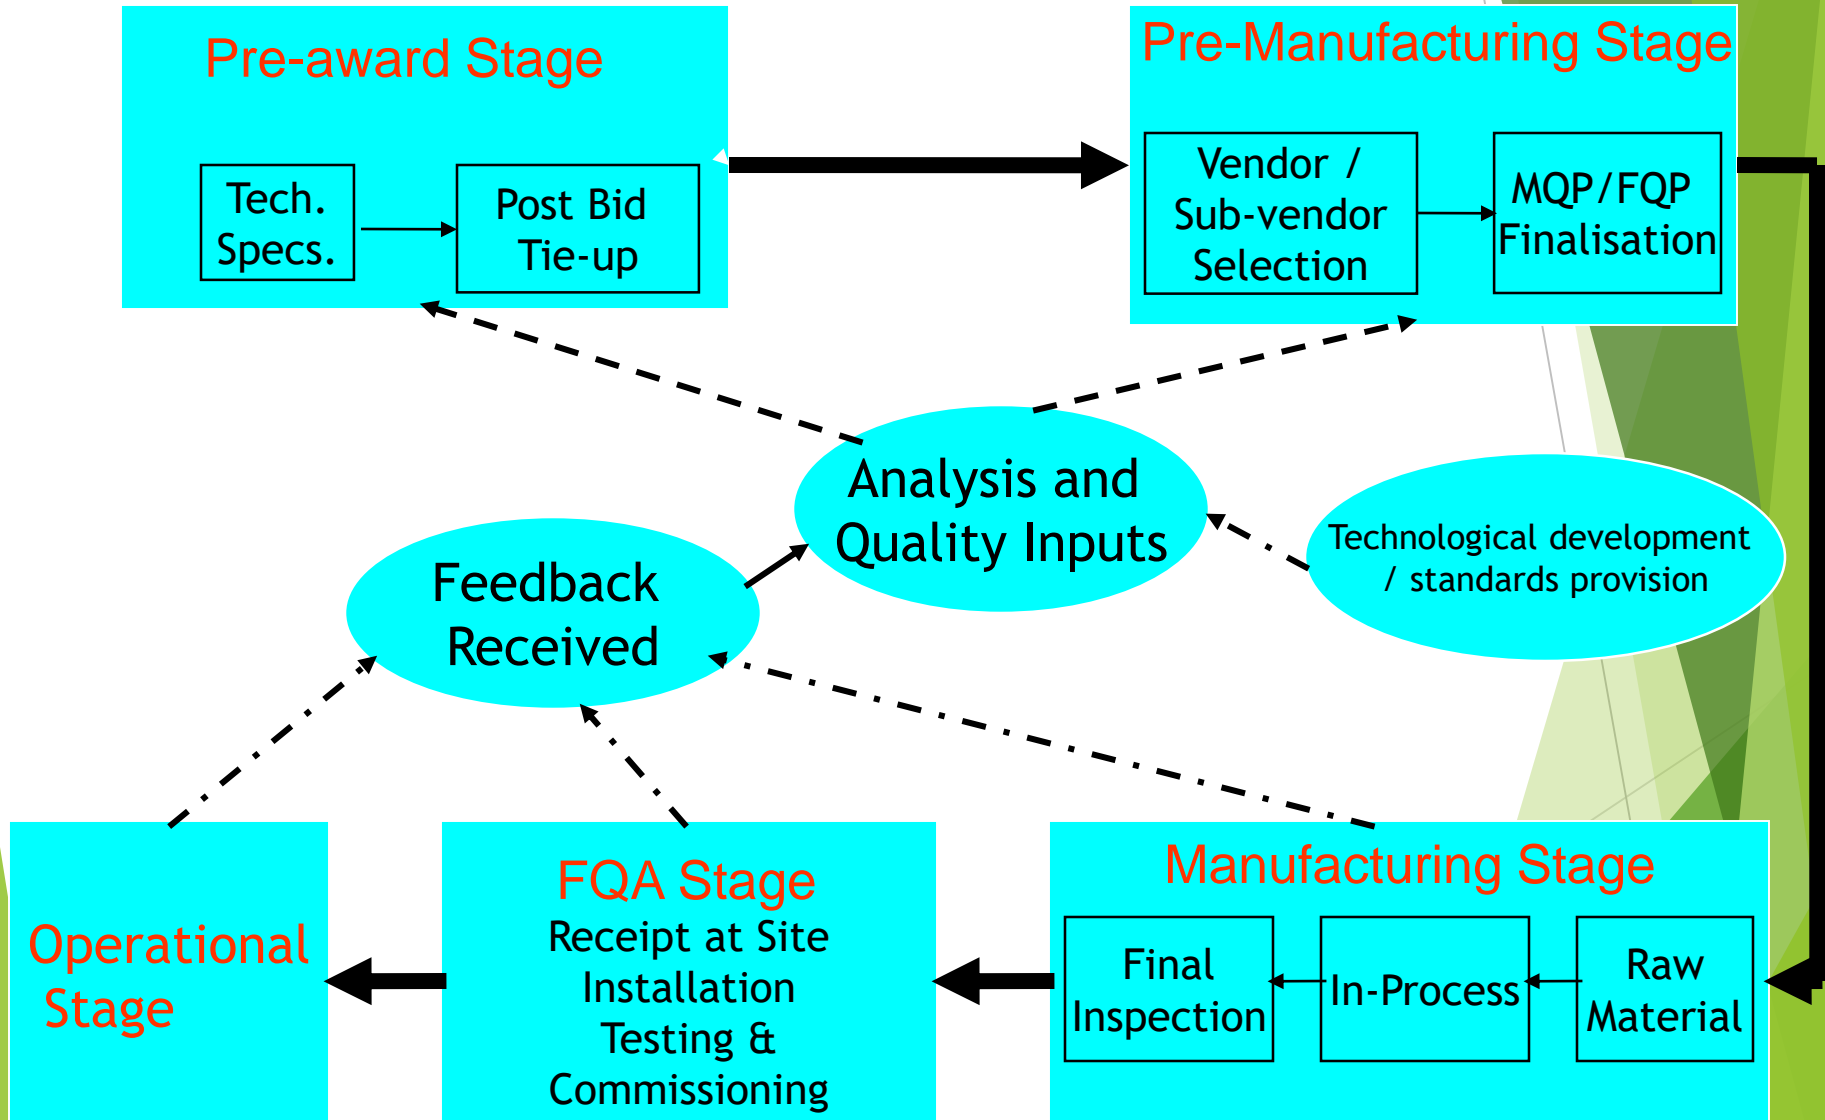 Pre-award Stage
Tech.
Specs.
Post Bid
Tie-up
Pre-Manufacturing Stage
Vendor /
Sub-vendor
Selection
MQP/FQP
Finalisation
Analysis and
Quality Inputs
Technological development
/ standards provision
Feedback
Received
Operational
Stage
FQA Stage
Receipt at Site
Installation
Testing &
Commissioning
Manufacturing Stage
Final
Inspection
In-Process
Raw
Material